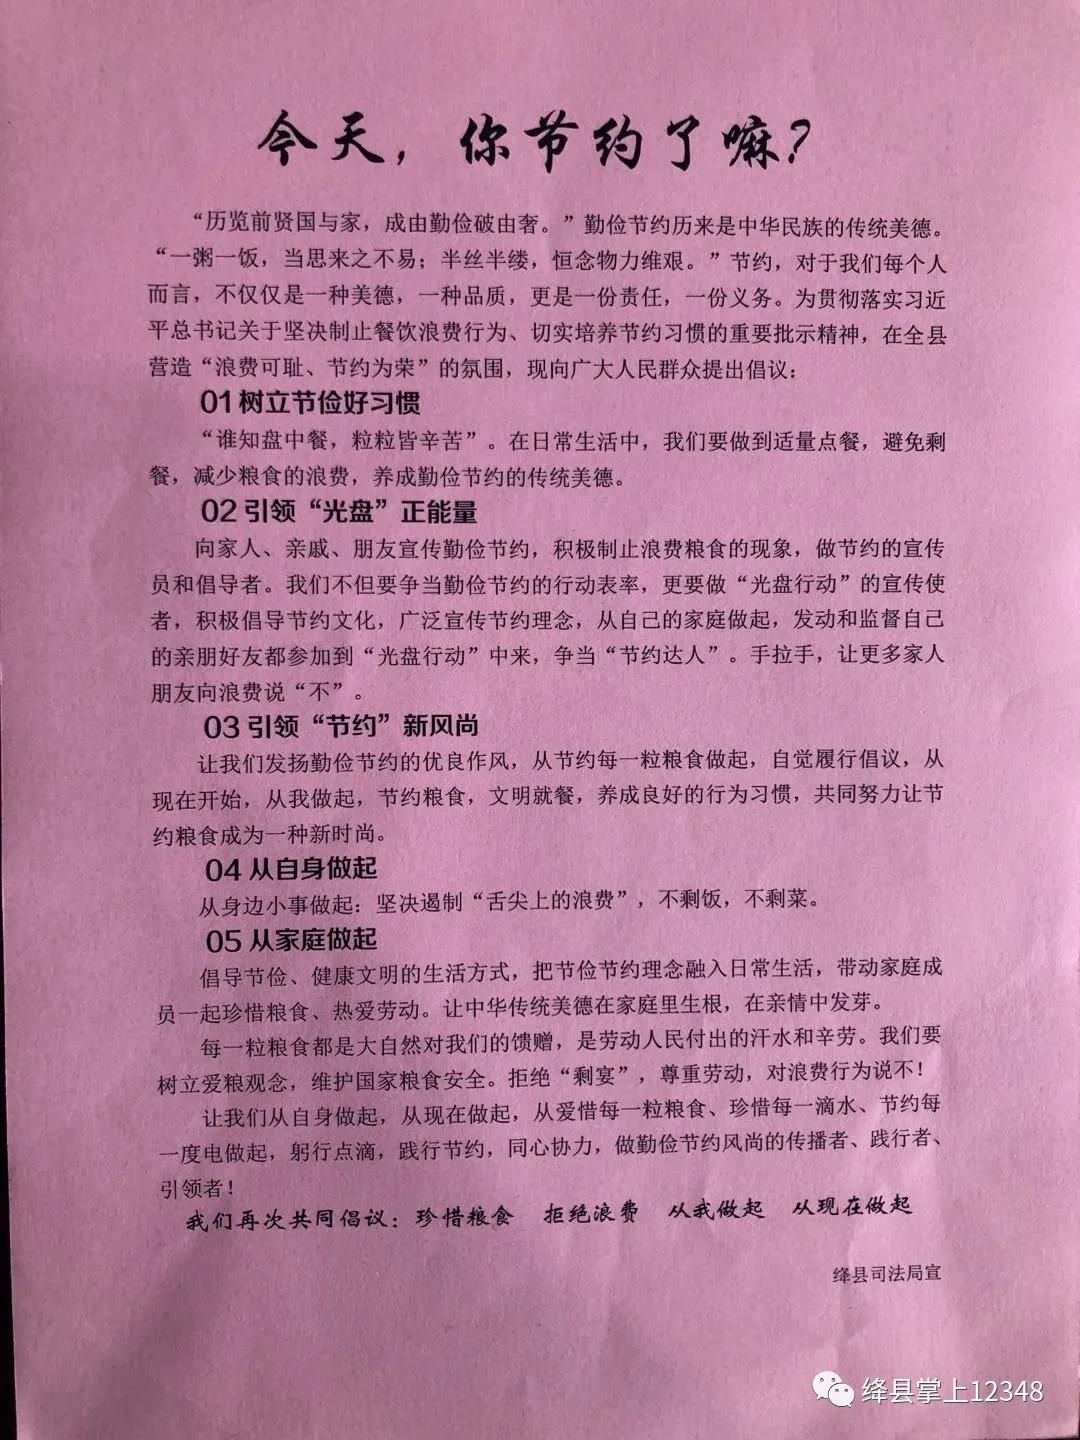 今天，你节约了嘛？
“历览前贤国与家，成由勤俭破由奢。”勤俭节约历来是中华民族的传统美德。
“一粥一饭，当思来之不易；半丝半缕，恒念物力维艰。”节约，对于我们每个人
而言，不仅仅是一种美德，一种品质，更是一份责任，一份义务。为贯彻落实习近
平总书记关于坚决制止餐饮浪费行为、切实培养节约习惯的重要批示精神，在全县
营造“浪费可耻、节约为荣”的氛围，现向广大人民群众提出倡议：
01树立节俭好习惯
“谁知盘中餐，粒粒皆辛苦”。在日常生活中，我们要做到适量点餐，避免剩
餐，减少粮食的浪费，养成勤俭节约的传统美德。
02 引领“光盘”正能量
向家人、亲戚、朋友宣传勤俭节约，积极制止浪费粮食的现象，做节约的宣传
员和倡导者。我们不但要争当勤俭节约的行动表率，更要做“光盘行动”的宣传使
者，积极倡导节约文化，广泛宣传节约理念，从自己的家庭做起，发动和监督自己
的亲朋好友都参加到“光盘行动”中来，争当“节约达人”。手拉手，让更多家人
朋友向浪费说“不”。
03 引领“节约”新风尚
让我们发扬勤俭节约的优良作风，从节约每一粒粮食做起，自觉履行倡议，从
现在开始，从我做起，节约粮食，文明就餐，养成良好的行为习惯，共同努力让节
约粮食成为一种新时尚。
04 从自身做起
从身边小事做起：坚决遏制“舌尖上的浪费”，不剩饭，不剩菜。
05 从家庭做起
倡导节俭、健康文明的生活方式，把节俭节约理念融入日常生活，带动家庭成
员一起珍惜粮食、热爱劳动。让中华传统美德在家庭里生根，在亲情中发芽。
每一粒粮食都是大自然对我们的馈赠，是劳动人民付出的汗水和辛劳。我们要
树立爱粮观念，维护国家粮食安全。拒绝“剩宴”，尊重劳动，对浪费行为说不！
让我们从自身做起，从现在做起，从爱惜每一粒粮食、珍惜每一滴水、节约每
一度电做起，躬行点滴，践行节约，同心协力，做勤俭节约风尚的传播者、践行者、
引领者！
我们再次共同倡议：珍惜粮食 拒绝浪费 从我做起 从现在做起
绛县司法局宣
绛县掌上12348